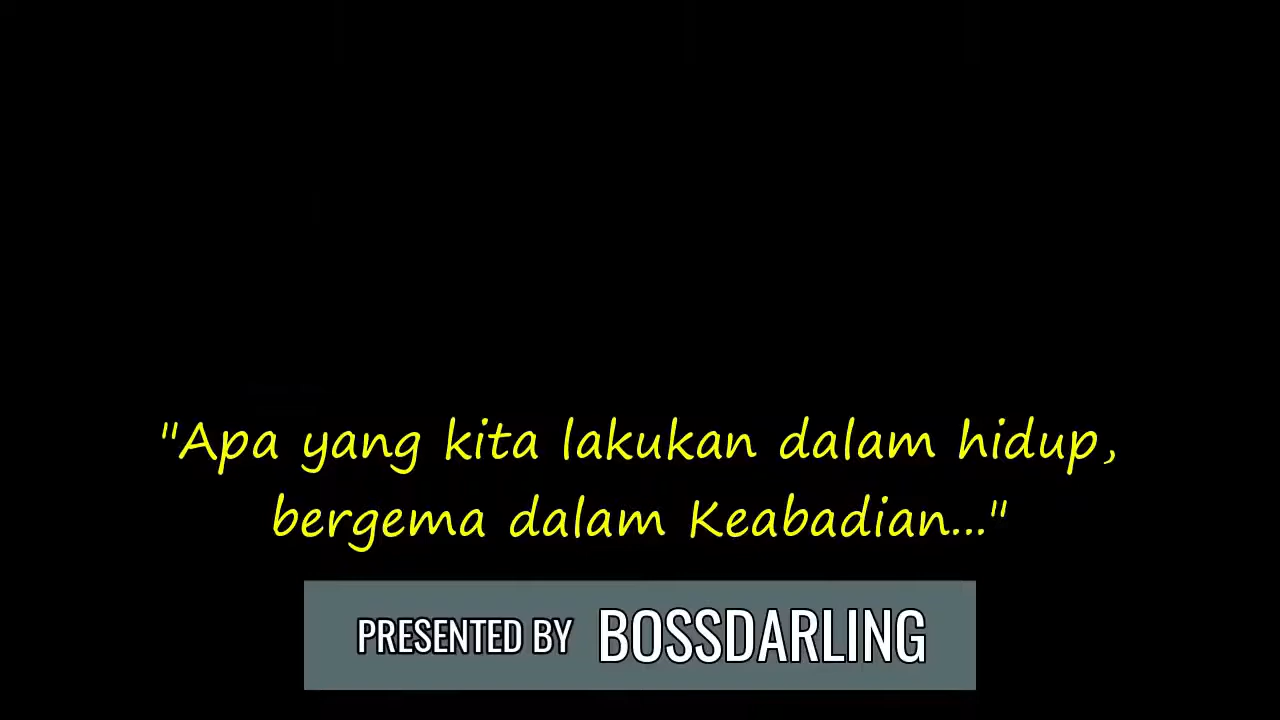 "Apa yang kita lakukan dalam hidup,
bergema dalam Keabadian..."
PRESENTED BY BOSSDARLING